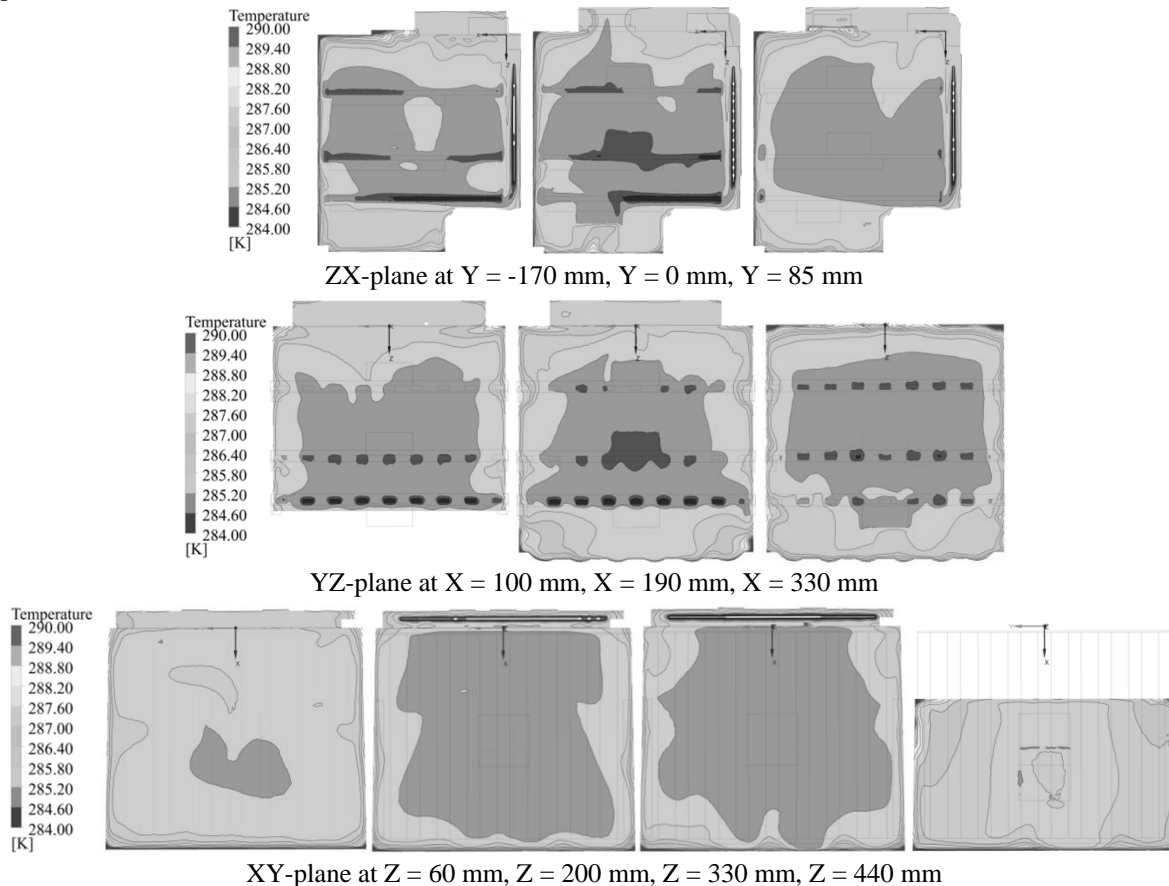 Temperature
290.00
289.40
288.80
288.20
287.60
287.00
286.40
285.80
285.20
284.60
284.00
[K]
X
Z
X
Z
X
Z
ZX-plane at Y = -170 mm, Y = 0 mm, Y = 85 mm
Temperature
290.00
289.40
288.80
288.20
287.60
287.00
286.40
285.80
285.20
284.60
284.00
[K]
Z
Z
Z
YZ-plane at X = 100 mm, X = 190 mm, X = 330 mm
Temperature
290.00
289.40
288.80
288.20
287.60
287.00
286.40
285.80
285.20
284.60
284.00
[K]
X
X
X
X
XY-plane at Z = 60 mm, Z = 200 mm, Z = 330 mm, Z = 440 mm